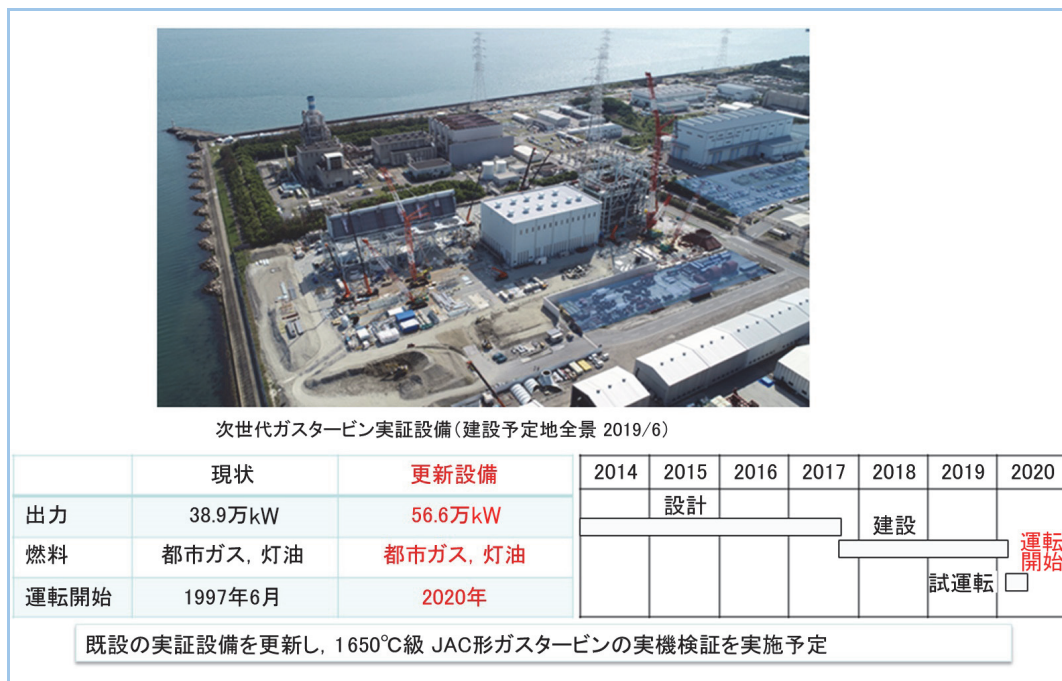 次世代ガスタービン実証設備（建設予定地全景 2019/6）
現状 更新設備
出力 38.9万kW 56.6万kW
燃料 都市ガス, 灯油 都市ガス, 灯油
運転開始 1997年6月 2020年
2014 2015 2016 2017 2018 2019 2020
設計
建設
運転
開始
試運転
既設の実証設備を更新し, 1650℃級 JAC形ガスタービンの実機検証を実施予定